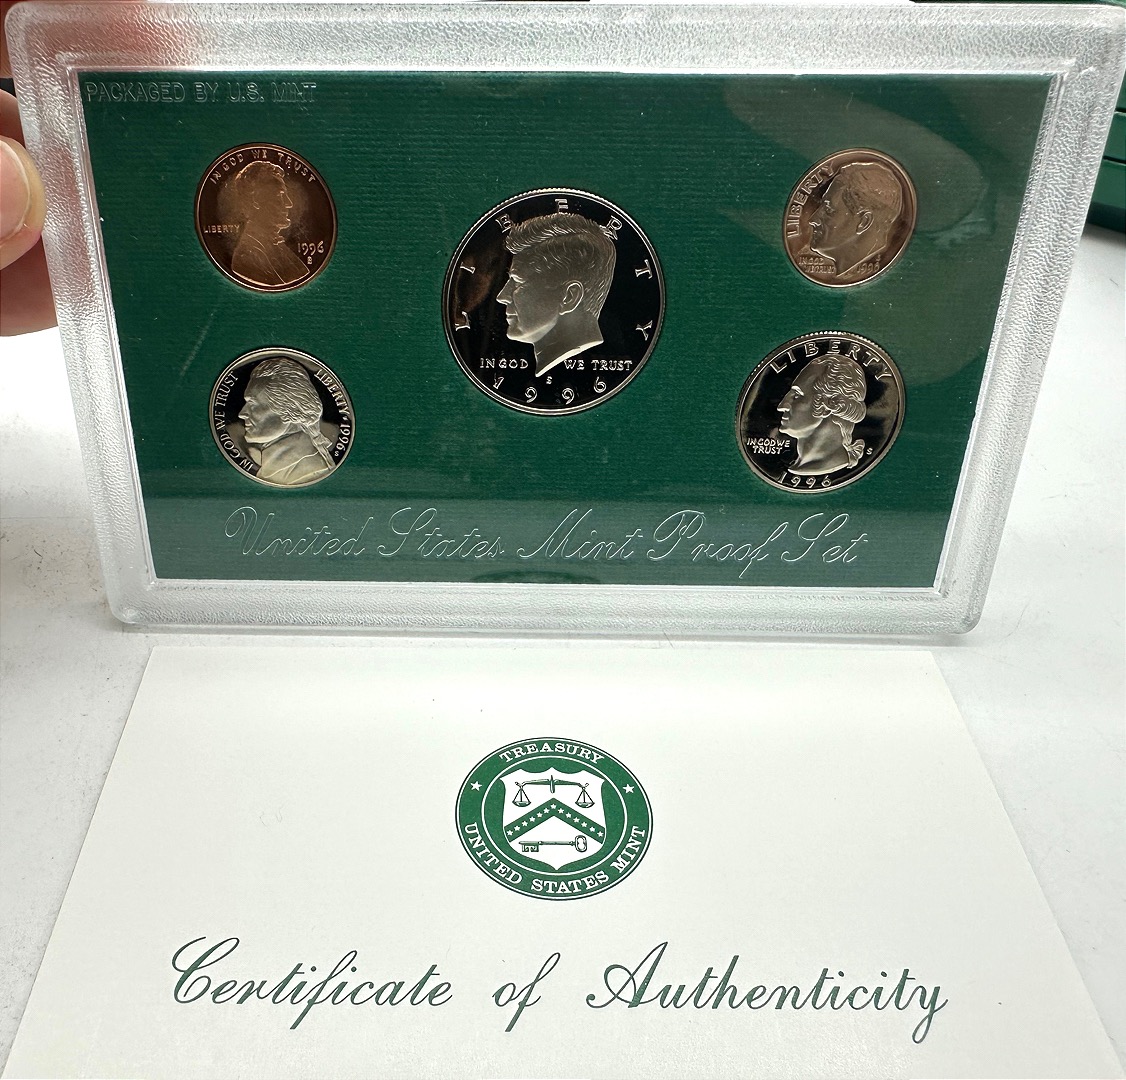 PACKAGED BY U.S. MINT
IN GOD WE TRUST
LIBERTY
1996
LIBERTY
IN GOD WE TRUST
1996
S
LIBERTY
IN GOD
WE TRUST
1996
IN GOD WE TRUST
LIBERTY • 1996
S
LIBERTY
IN GOD WE
TRUST
S
1996
United States Mint Proof Set
TREASURY
UNITED STATES MINT
Certificate of Authenticity